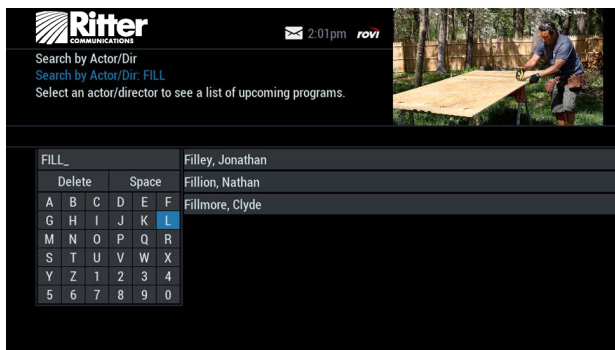 Ritter
COMMUNICATIONS
2:01pm rovi
Search by Actor/Dir
Search by Actor/Dir: FILL
Select an actor/director to see a list of upcoming programs.
FILL_
Delete Space
A B C D E F
G H I J K L
M N O P Q R
S T U V W X
Y Z 1 2 3 4
5 6 7 8 9 0
Filley, Jonathan
Fillion, Nathan
Fillmore, Clyde